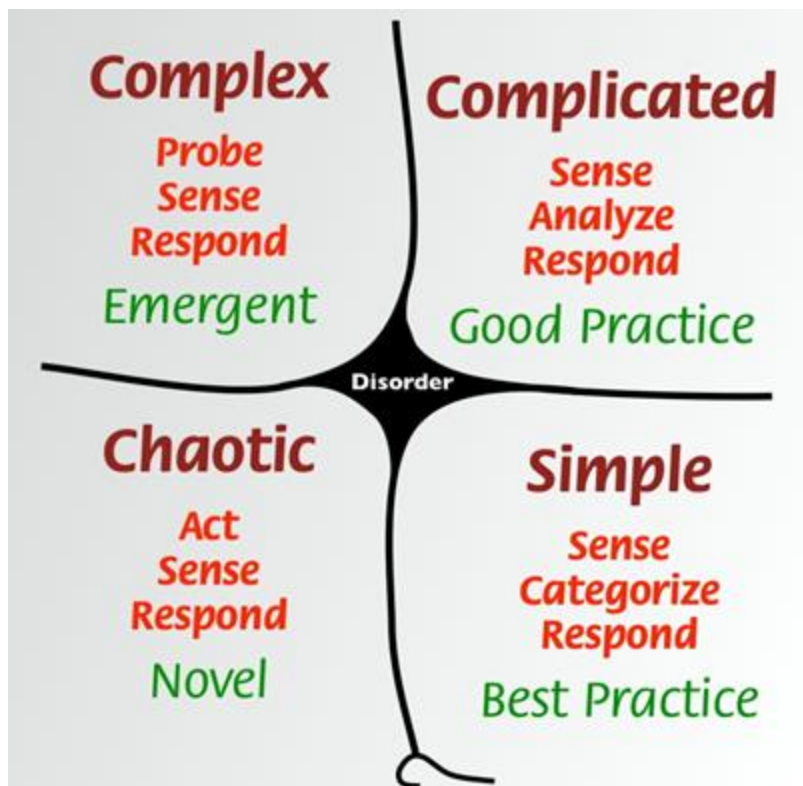 Complex
Probe
Sense
Respond
Emergent
Complicated
Sense
Analyze
Respond
Good Practice
Disorder
Chaotic
Act
Sense
Respond
Novel
Simple
Sense
Categorize
Respond
Best Practice